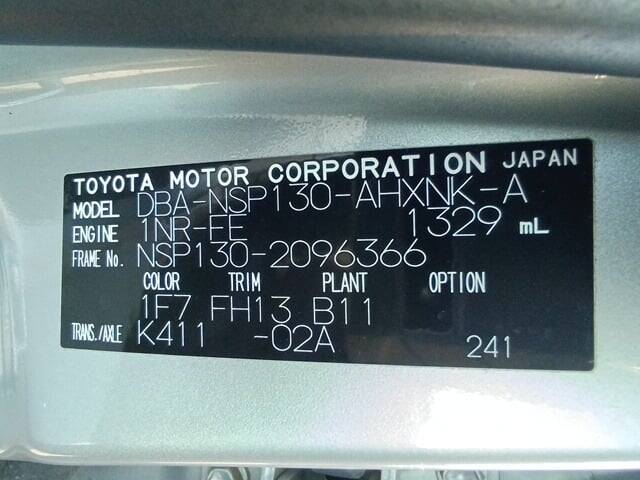 TOYOTA MOTOR CORPORATION JAPAN
MODEL DBA-NSP130-AHXNK-A
ENGINE 1NR-FE 1329 mL
FRAME No. NSP130-2096366
COLOR TRIM PLANT OPTION
1F7 FH13 B11
TRANS./AXLE K411 -02A 241